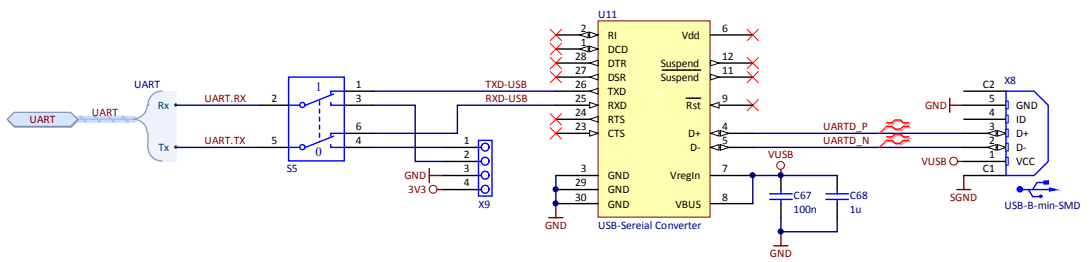 U11
2 RI
1 DCD
28 DTR
27 DSR
26 TXD
25 RXD
24 RTS
23 CTS
3 GND
29 GND
30 GND
Vdd 6
Suspend 12
Suspend 11
Rst 9
D+ 4
D- 5
VregIn 7
VBUS 8
USB-Sereial Converter
UART
UART
UART
Rx
Tx
UART.RX
UART.TX
2
5
1
0
S5
1
3
6
4
TXD-USB
RXD-USB
1
2
3
4
GND
3V3
X9
GND
UARTD_P
UARTD_N
VUSB
C67
100n
C68
1u
GND
X8
C2
5 GND
4 ID
3 D+
2 D-
1 VCC
C1
GND
VUSB
SGND
USB-B-min-SMD